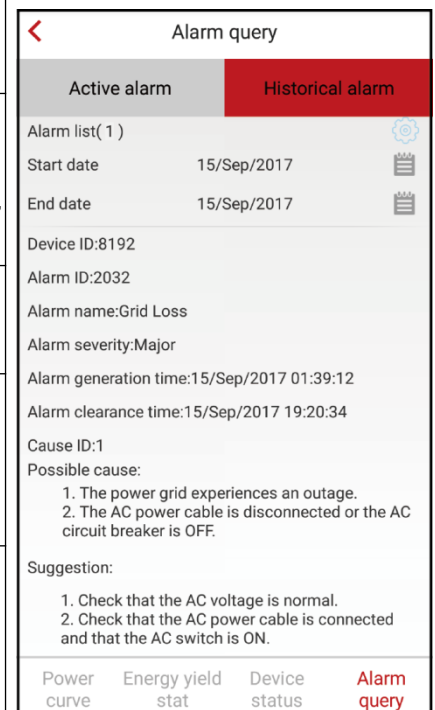 Alarm query
Active alarm
Historical alarm
Alarm list( 1 )
Start date 15/Sep/2017
End date 15/Sep/2017
Device ID:8192
Alarm ID:2032
Alarm name:Grid Loss
Alarm severity:Major
Alarm generation time:15/Sep/2017 01:39:12
Alarm clearance time:15/Sep/2017 19:20:34
Cause ID:1
Possible cause:
1. The power grid experiences an outage.
2. The AC power cable is disconnected or the AC
circuit breaker is OFF.
Suggestion:
1. Check that the AC voltage is normal.
2. Check that the AC power cable is connected
and that the AC switch is ON.
Power curve
Energy yield stat
Device status
Alarm query